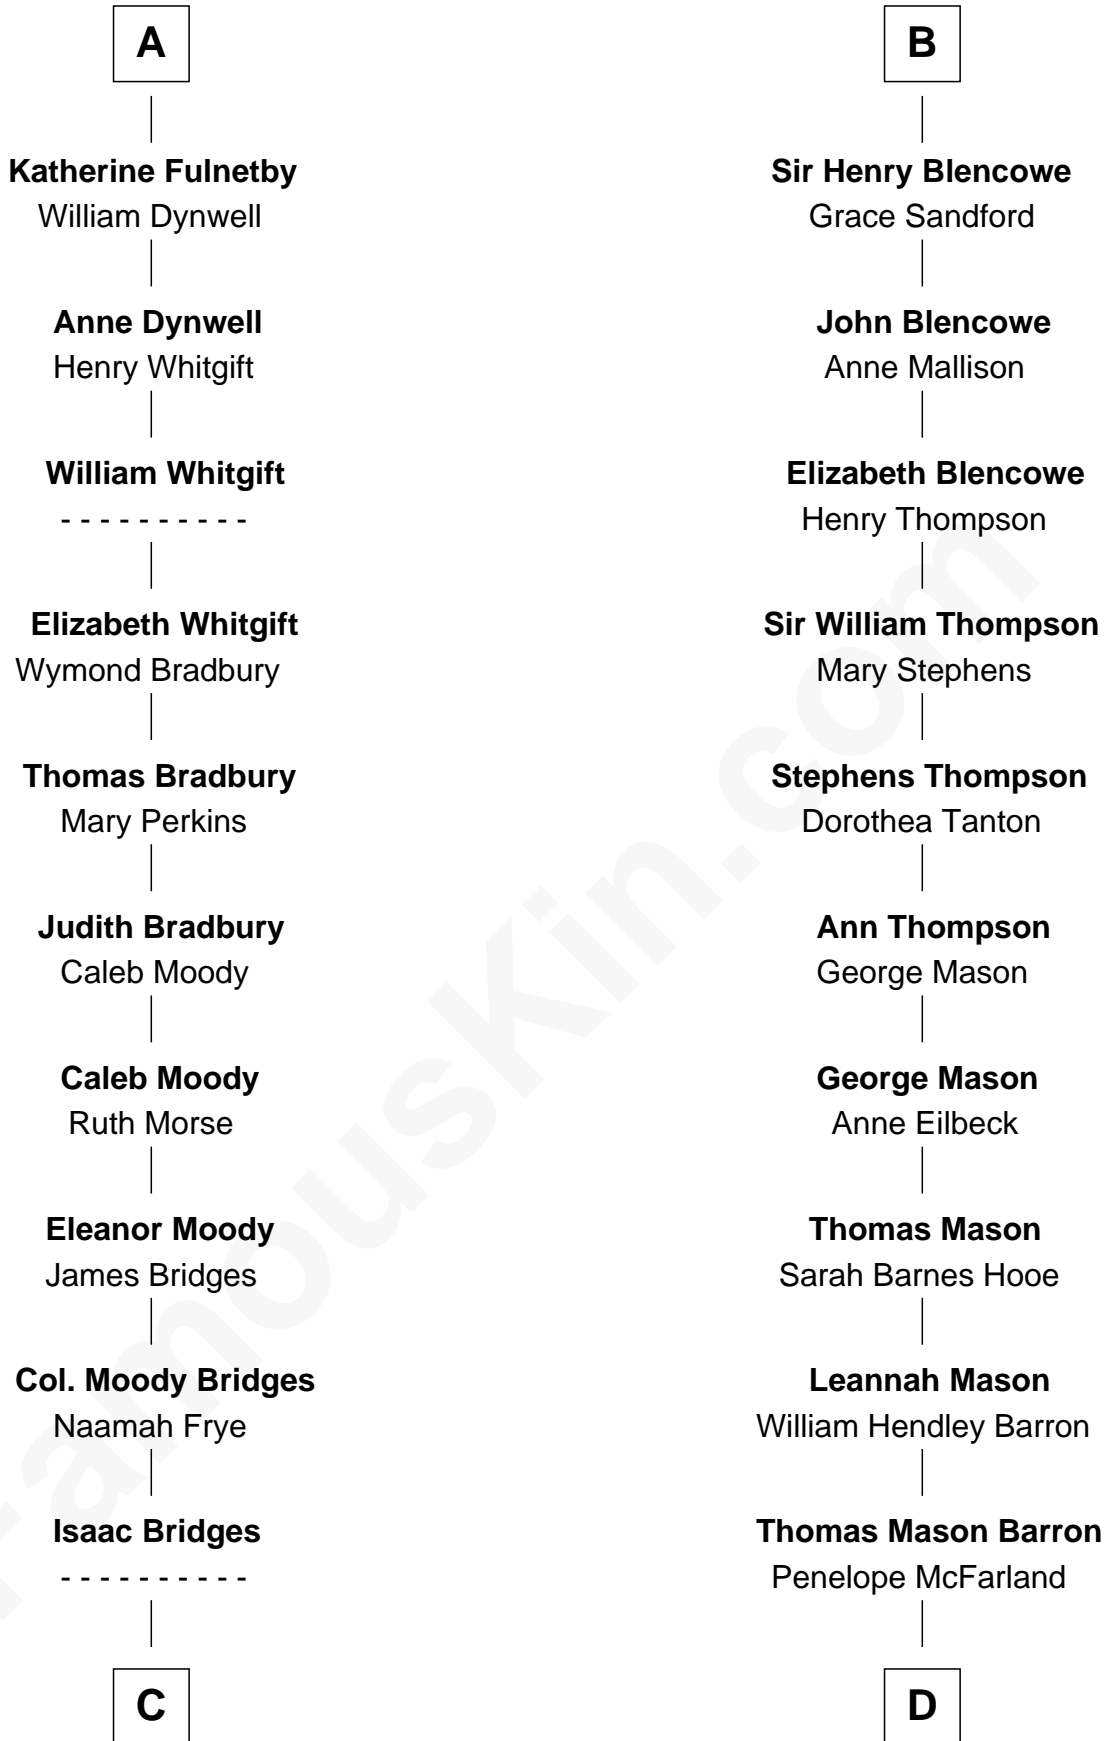 A
Katherine Fulnetby
William Dynwell
Anne Dynwell
Henry Whitgift
William Whitgift
- - - - - - - - - -
Elizabeth Whitgift
Wymond Bradbury
Thomas Bradbury
Mary Perkins
Judith Bradbury
Caleb Moody
Caleb Moody
Ruth Morse
Eleanor Moody
James Bridges
Col. Moody Bridges
Naamah Frye
Isaac Bridges
- - - - - - - - - -
C
B
Sir Henry Blencowe
Grace Sandford
John Blencowe
Anne Mallison
Elizabeth Blencowe
Henry Thompson
Sir William Thompson
Mary Stephens
Stephens Thompson
Dorothea Tanton
Ann Thompson
George Mason
George Mason
Anne Eilbeck
Thomas Mason
Sarah Barnes Hooe
Leannah Mason
William Hendley Barron
Thomas Mason Barron
Penelope McFarland
D
FamousKin.com